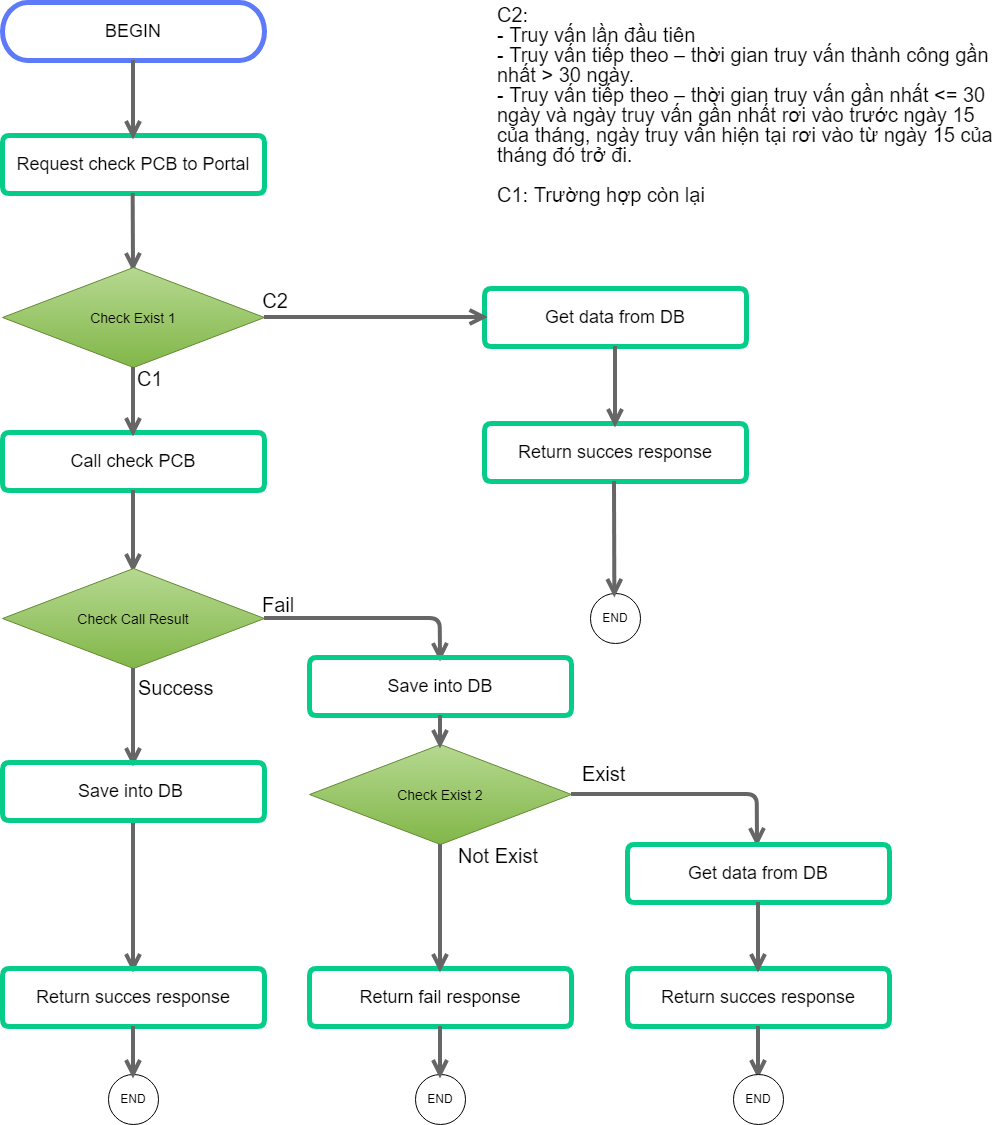 BEGIN
C2:
- Truy vấn lần đầu tiên
- Truy vấn tiếp theo – thời gian truy vấn thành công gần
nhất > 30 ngày.
- Truy vấn tiếp theo – thời gian truy vấn gần nhất <= 30
ngày và ngày truy vấn gần nhất rơi vào trước ngày 15
của tháng, ngày truy vấn hiện tại rơi vào từ ngày 15 của
tháng đó trở đi.
C1: Trường hợp còn lại
Request check PCB to Portal
Check Exist 1
C2
Get data from DB
C1
Call check PCB
Return succes response
Check Call Result
Fail
END
Success
Save into DB
Save into DB
Check Exist 2
Exist
Not Exist
Get data from DB
Return succes response
Return fail response
Return succes response
END
END
END